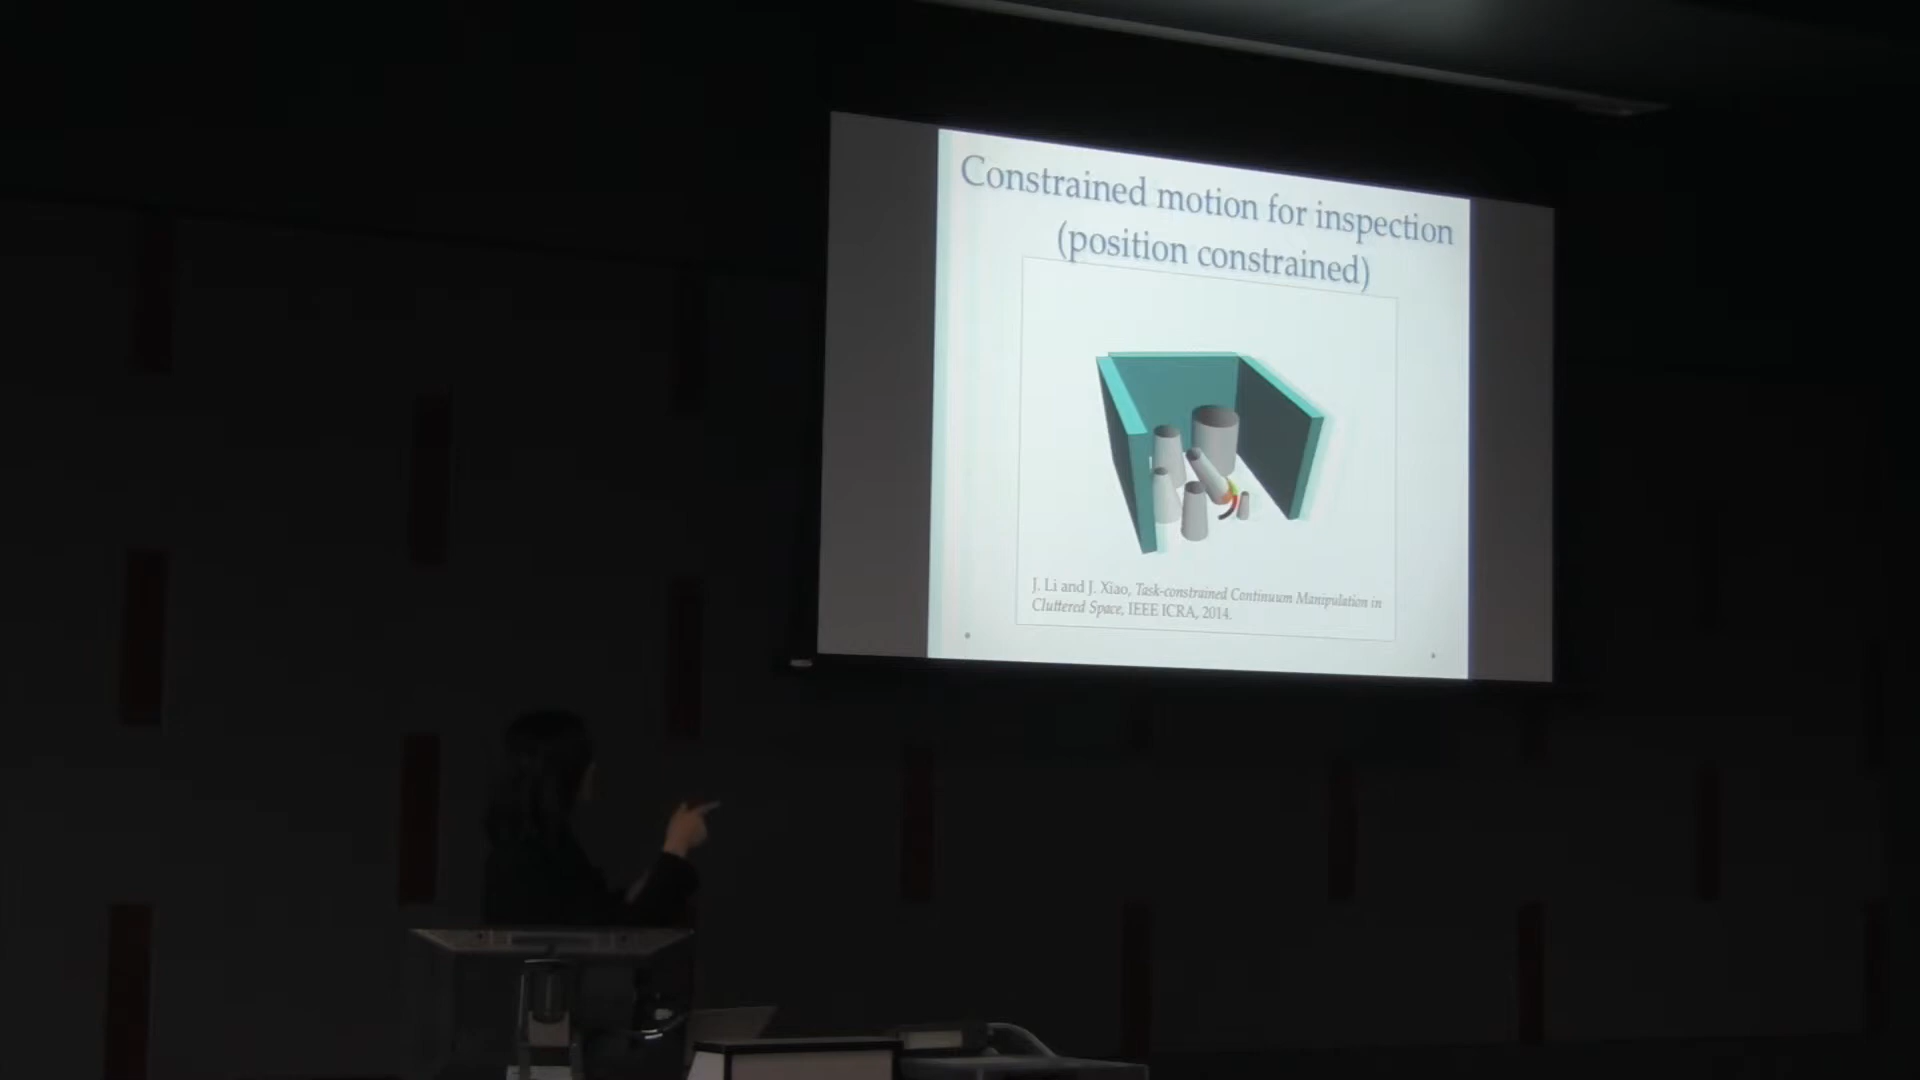 Constrained motion for inspection
(position constrained)
J. Li and J. Xiao, Task-constrained Continuum Manipulation in
Cluttered Space, IEEE ICRA, 2014.